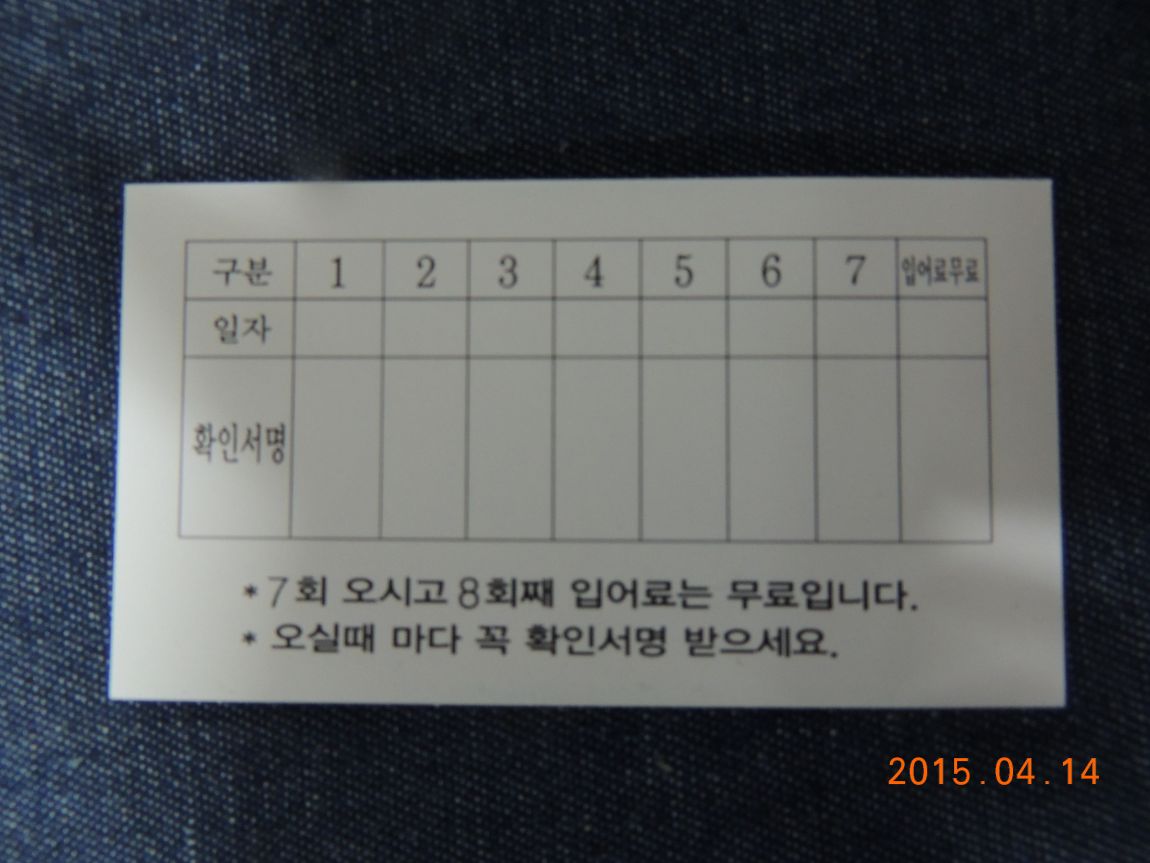 구분 1 2 3 4 5 6 7 입어료무료
일자
확인서명
*7회 오시고 8회째 입어료는 무료입니다.
* 오실때 마다 꼭 확인서명 받으세요.
2015.04.14